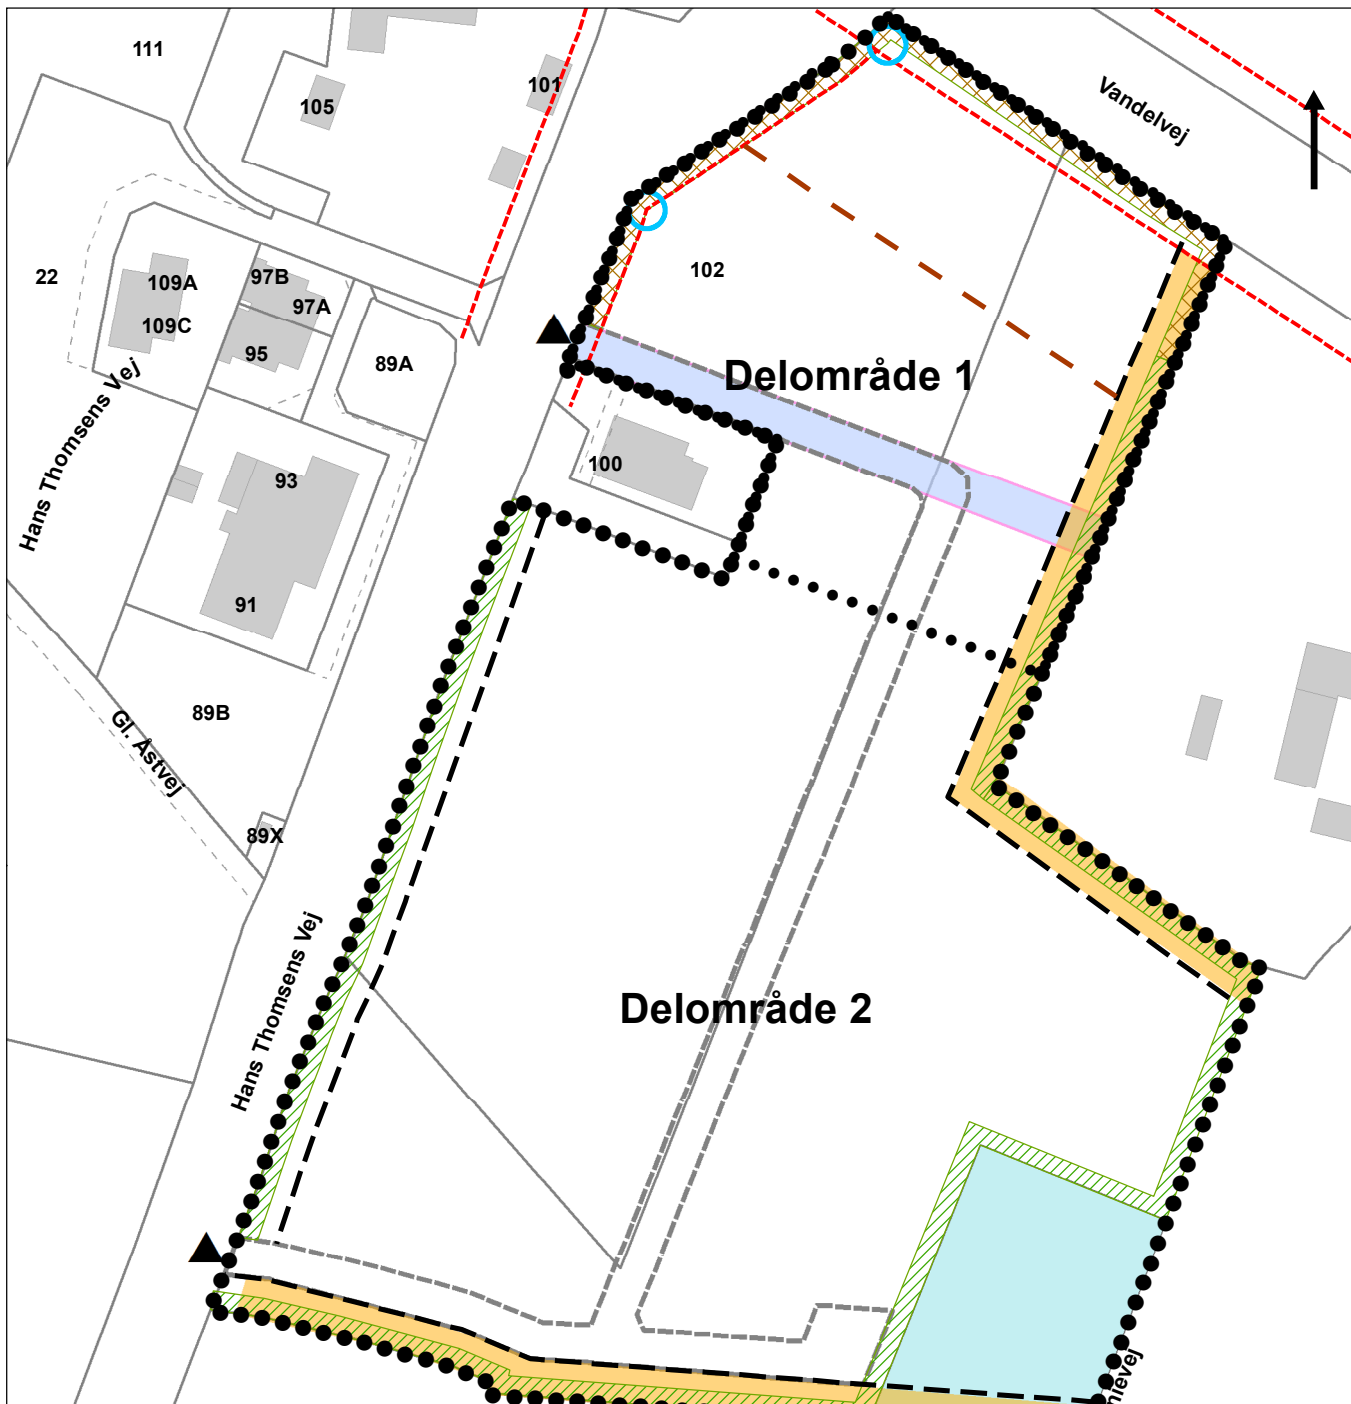 111
101
105
Vandelvej
102
22
109A
97B
97A
109C
95
89A
Delområde 1
Hans Thomsens Vej
100
93
91
89B
Gl. Åstvej
89X
Delområde 2
Hans Thomsens Vej